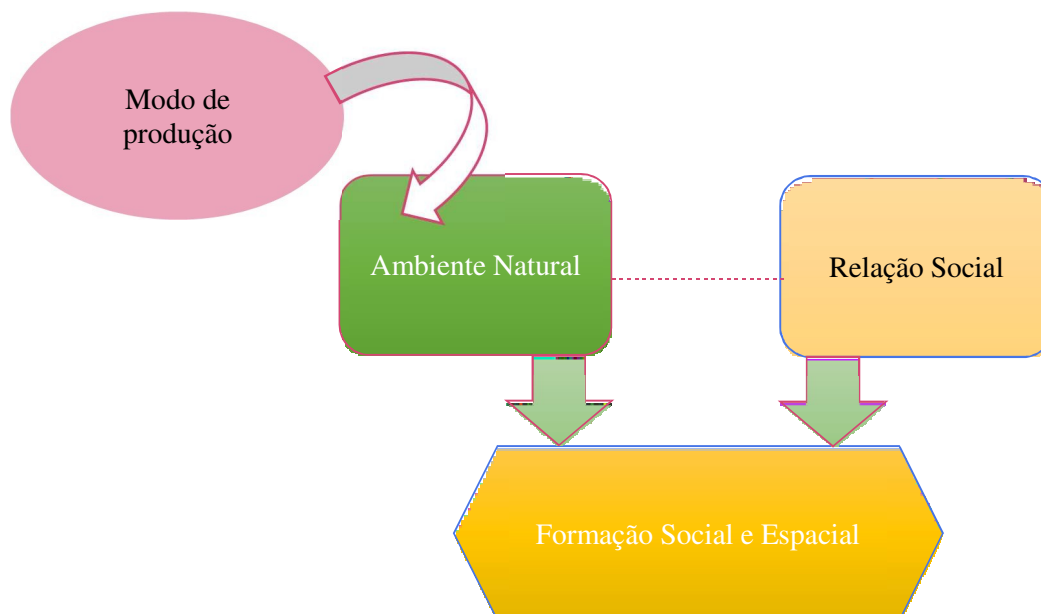 Modo de
produção
Ambiente Natural
Relação Social
Formação Social e Espacial